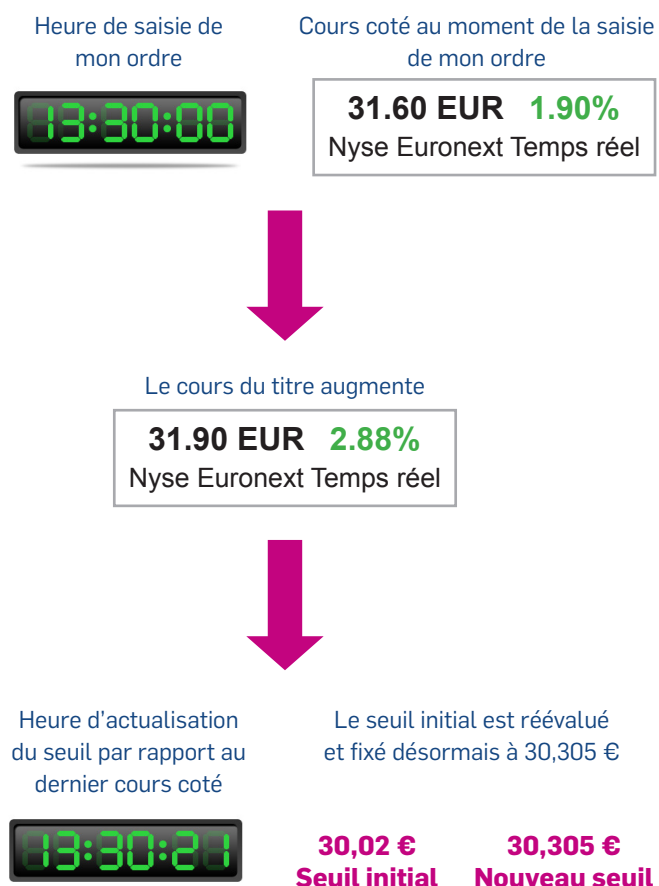 Heure de saisie de
mon ordre
13:30:00
Cours coté au moment de la saisie
de mon ordre
31.60 EUR 1.90%
Nyse Euronext Temps réel
Le cours du titre augmente
31.90 EUR 2.88%
Nyse Euronext Temps réel
Heure d’actualisation
du seuil par rapport au
dernier cours coté
13:30:21
Le seuil initial est réévalué
et fixé désormais à 30,305 €
30,02 €
Seuil initial
30,305 €
Nouveau seuil